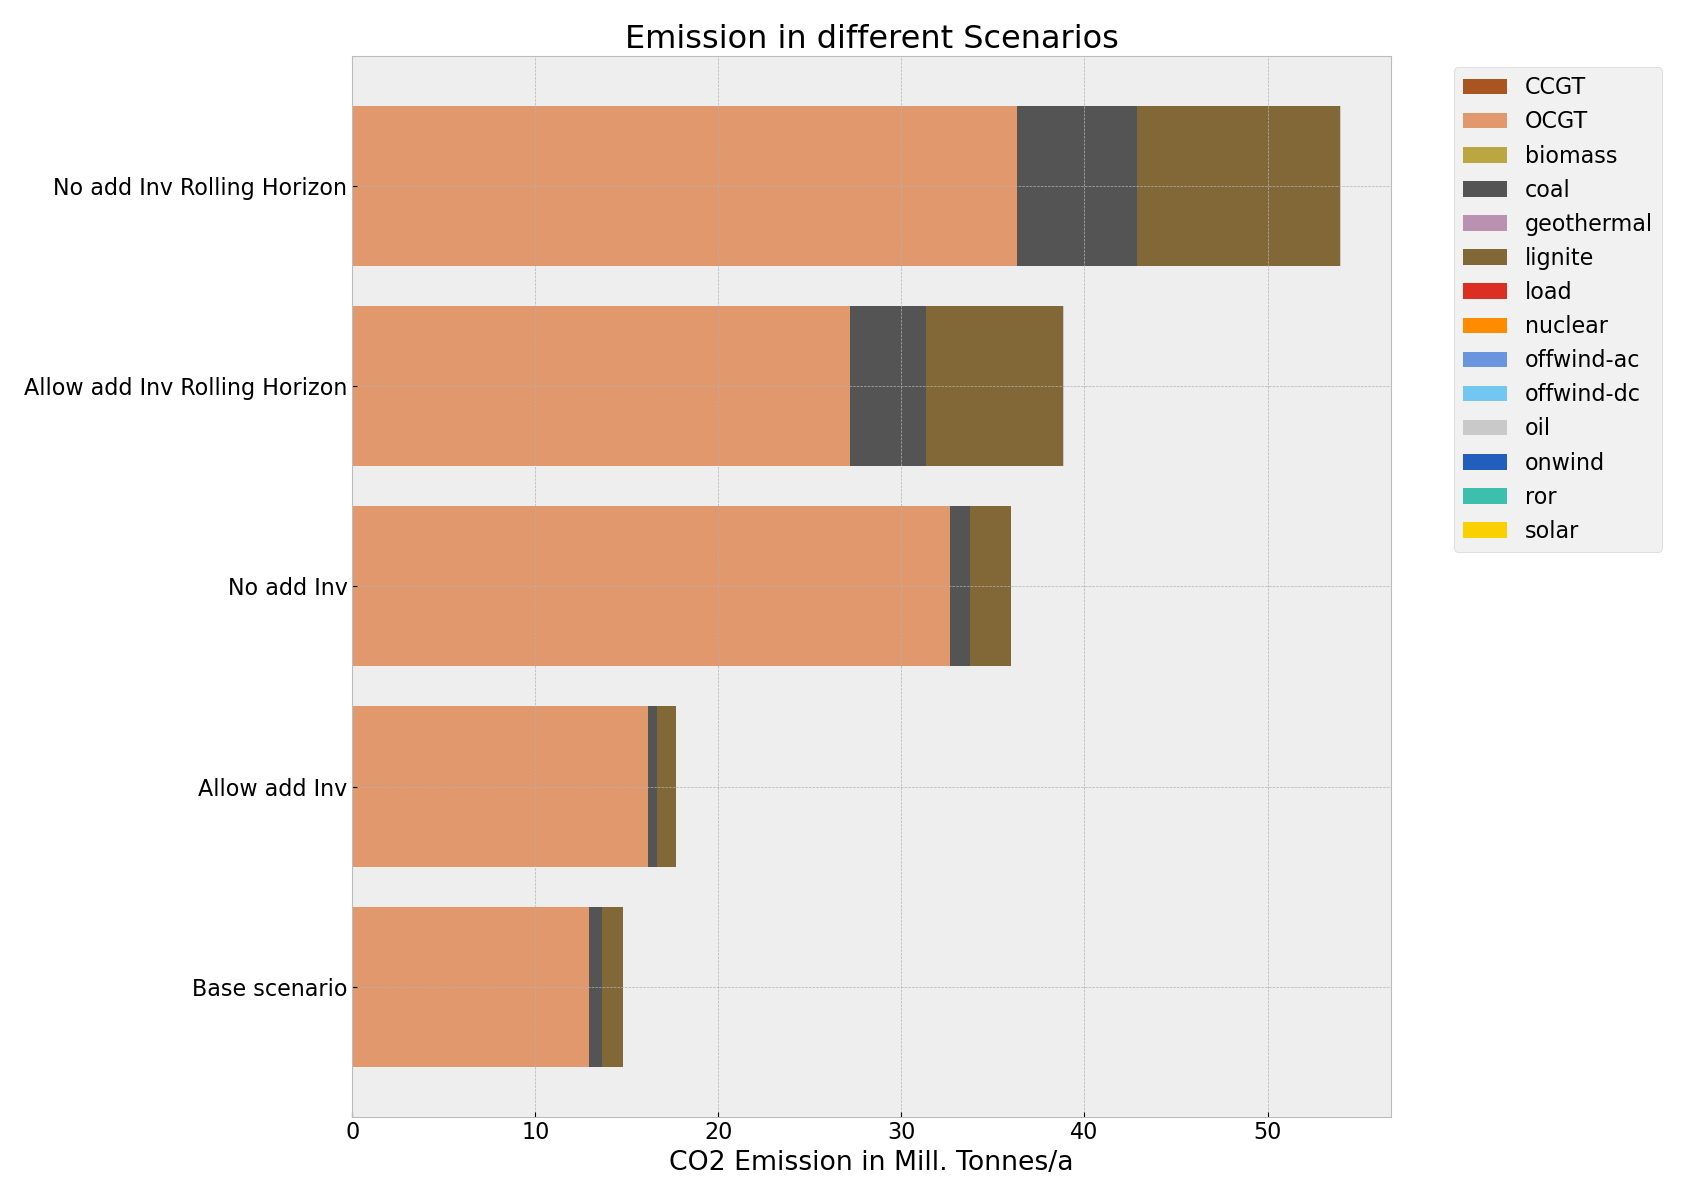 Emission in different Scenarios
No add Inv Rolling Horizon
Allow add Inv Rolling Horizon
No add Inv
Allow add Inv
Base scenario
0 10 20 30 40 50
CO2 Emission in Mill. Tonnes/a
CCGT
OCGT
biomass
coal
geothermal
lignite
load
nuclear
offwind-ac
offwind-dc
oil
onwind
ror
solar